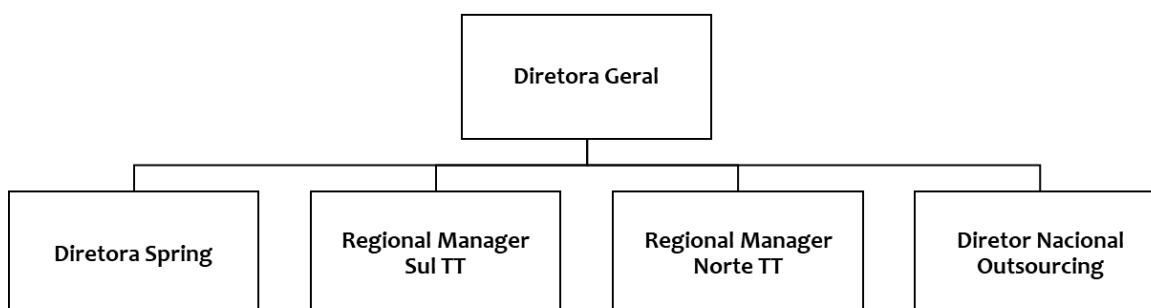 Diretora Geral
Diretora Spring
Regional Manager
Sul TT
Regional Manager
Norte TT
Diretor Nacional
Outsourcing